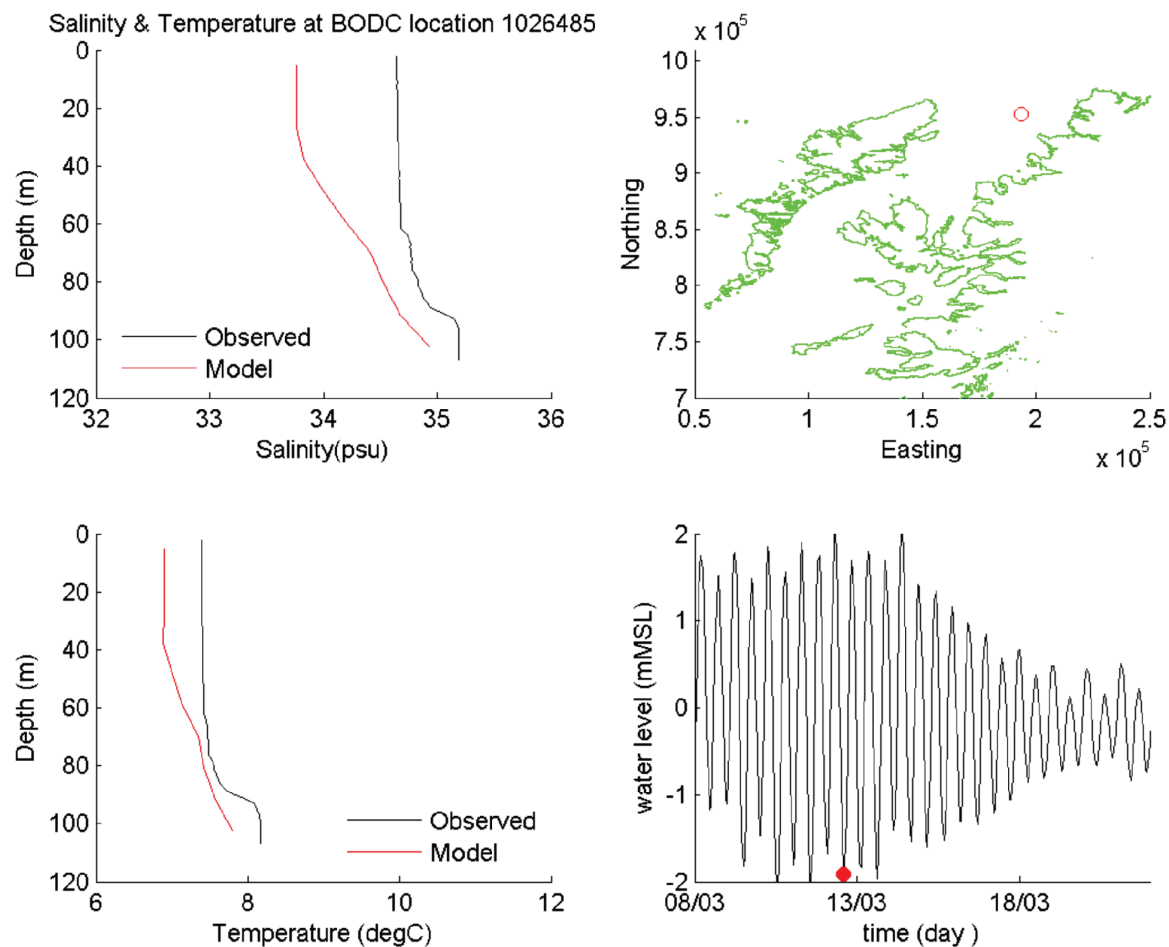 Salinity & Temperature at BODC location 1026485
0
20
40
60
80
100
120
Depth (m)
Observed
Model
32 33 34 35 36
Salinity(psu)
x 10^5
10
9.5
9
8.5
8
7.5
7
Northing
0.5 1 1.5 2 2.5
Easting
x 10^5
0
20
40
60
80
100
120
Depth (m)
Observed
Model
6 8 10 12
Temperature (degC)
2
1
0
-1
-2
water level (mMSL)
08/03 13/03 18/03
time (day )